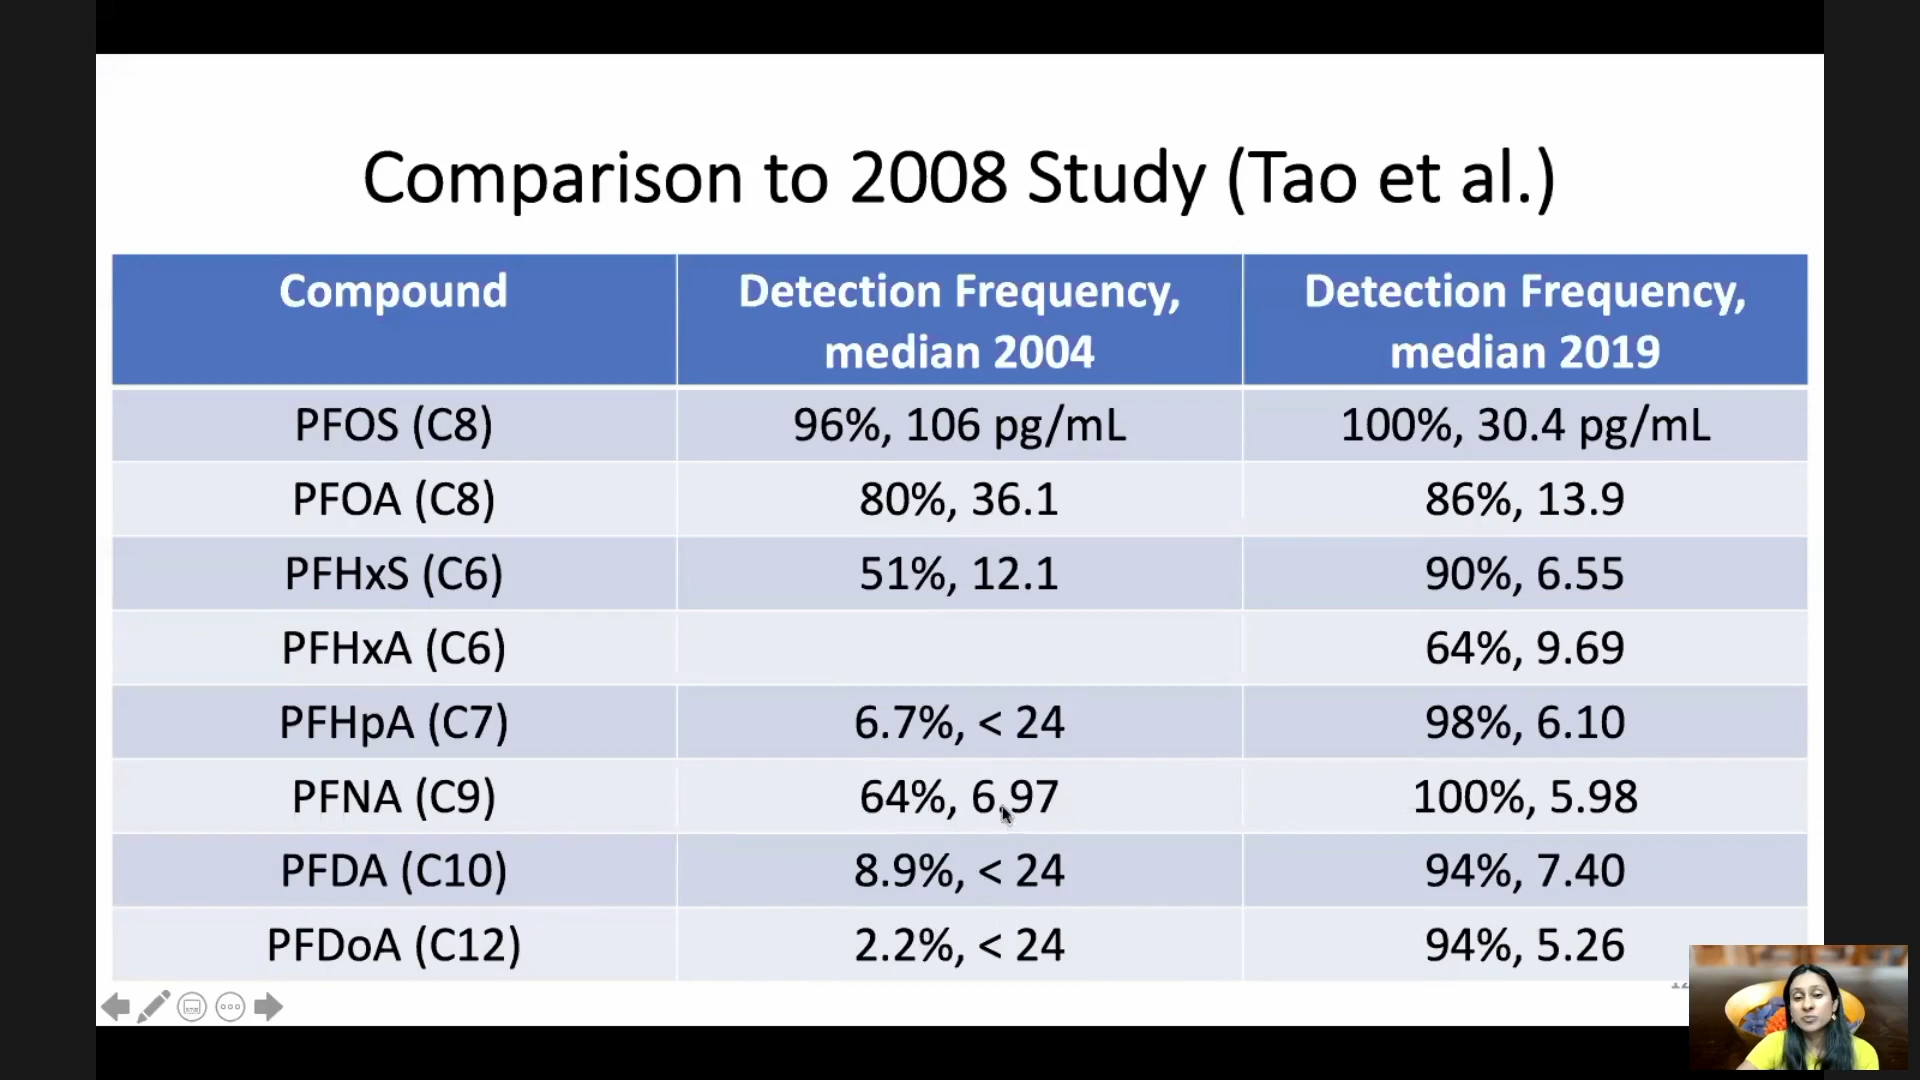 Comparison to 2008 Study (Tao et al.)
Compound
Detection Frequency,
median 2004
Detection Frequency,
median 2019
PFOS (C8)
96%, 106 pg/mL
100%, 30.4 pg/mL
PFOA (C8)
80%, 36.1
86%, 13.9
PFHxS (C6)
51%, 12.1
90%, 6.55
PFHxA (C6)
64%, 9.69
PFHpA (C7)
6.7%, < 24
98%, 6.10
PFNA (C9)
64%, 6.97
100%, 5.98
PFDA (C10)
8.9%, < 24
94%, 7.40
PFDoA (C12)
2.2%, < 24
94%, 5.26